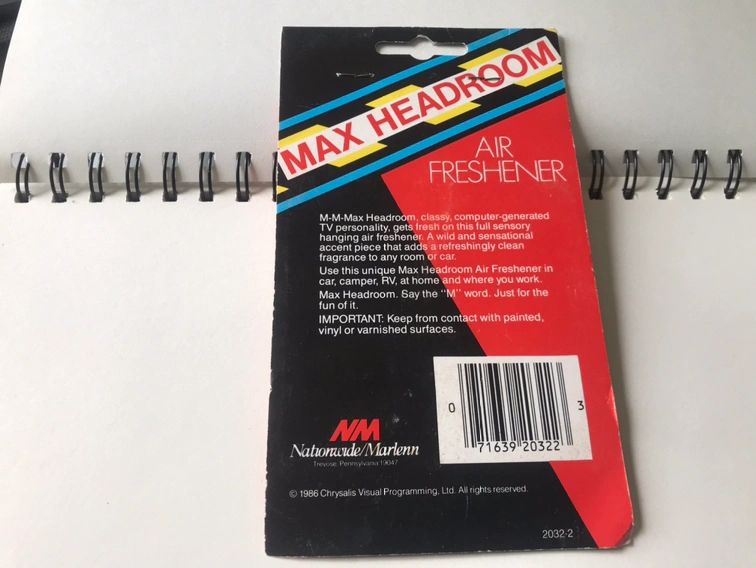 MAX HEADROOM
AIR
FRESHENER
M-M-Max Headroom, classy, computer-generated
TV personality, gets fresh on this full sensory
hanging air freshener. A wild and sensational
accent piece that adds a refreshingly clean
fragrance to any room or car.
Use this unique Max Headroom Air Freshener in
car, camper, RV, at home and where you work.
Max Headroom. Say the "M" word. Just for the
fun of it.
IMPORTANT: Keep from contact with painted,
vinyl or varnished surfaces.
0 71639 20322 3
NM
Nationwide/Marlenn
Trevose, Pennsylvania 19047
© 1986 Chrysalis Visual Programming, Ltd. All rights reserved.
2032-2